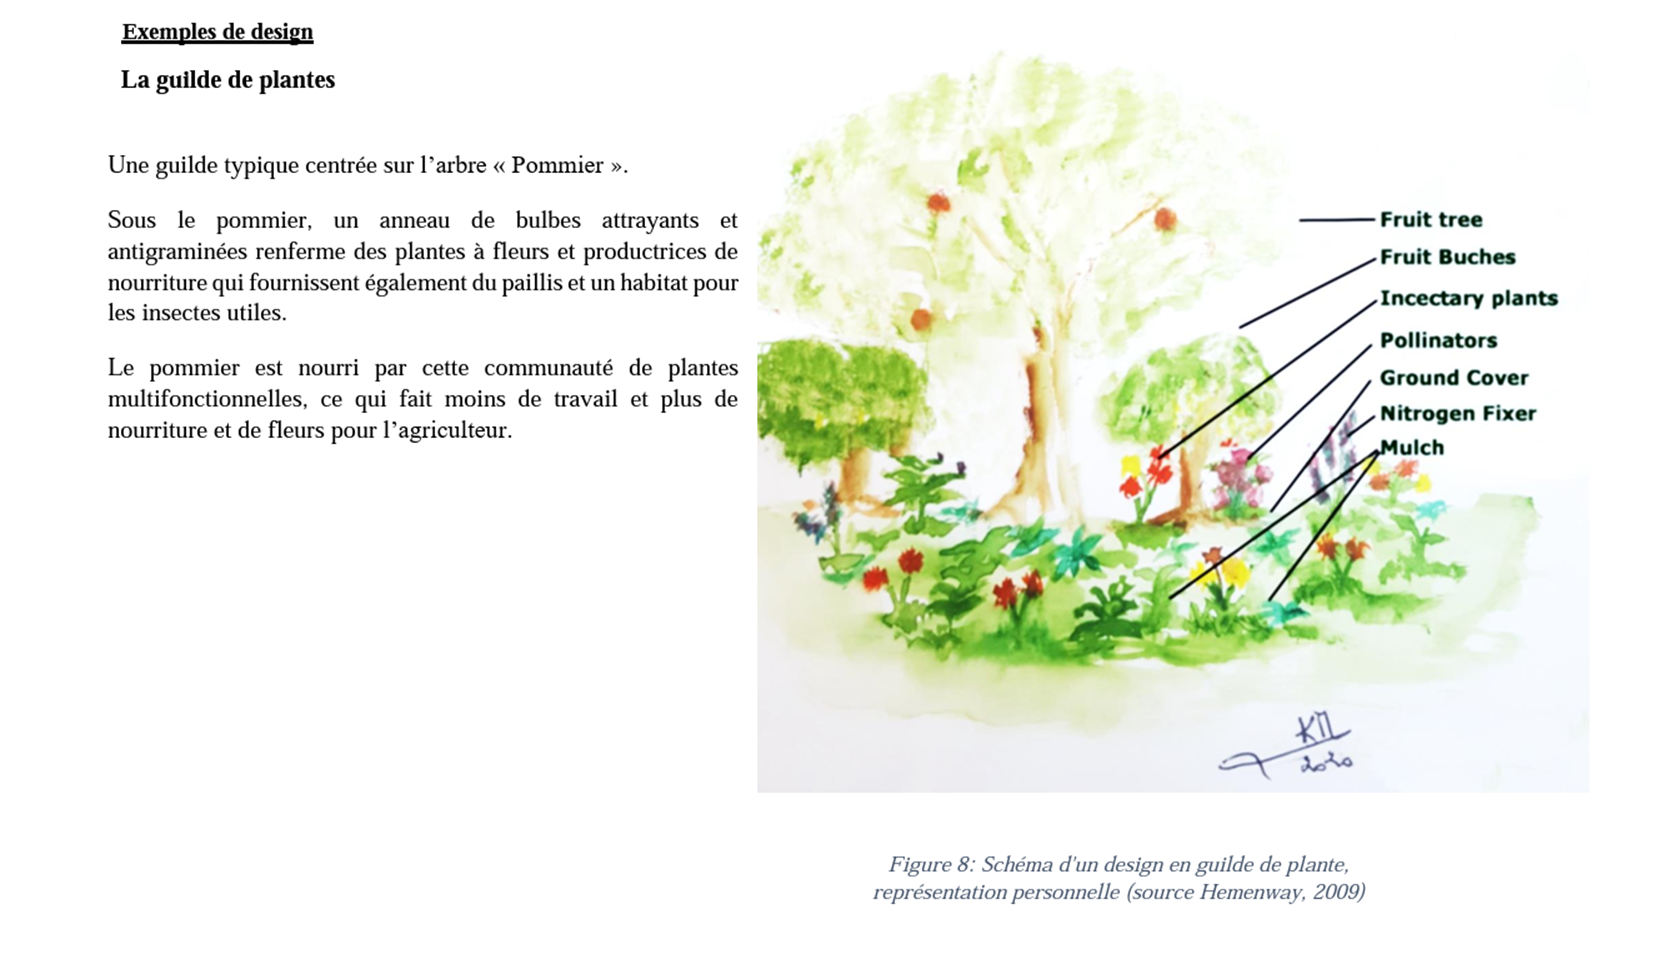 Exemples de design
La guilde de plantes
Une guilde typique centrée sur l’arbre « Pommier ».
Sous le pommier, un anneau de bulbes attrayants et
antigraminées renferme des plantes à fleurs et productrices de
nourriture qui fournissent également du paillis et un habitat pour
les insectes utiles.
Le pommier est nourri par cette communauté de plantes
multifonctionnelles, ce qui fait moins de travail et plus de
nourriture et de fleurs pour l’agriculteur.
Fruit tree
Fruit Buches
Incectary plants
Pollinators
Ground Cover
Nitrogen Fixer
Mulch
2020
Figure 8: Schéma d'un design en guilde de plante,
représentation personnelle (source Hemenway, 2009)